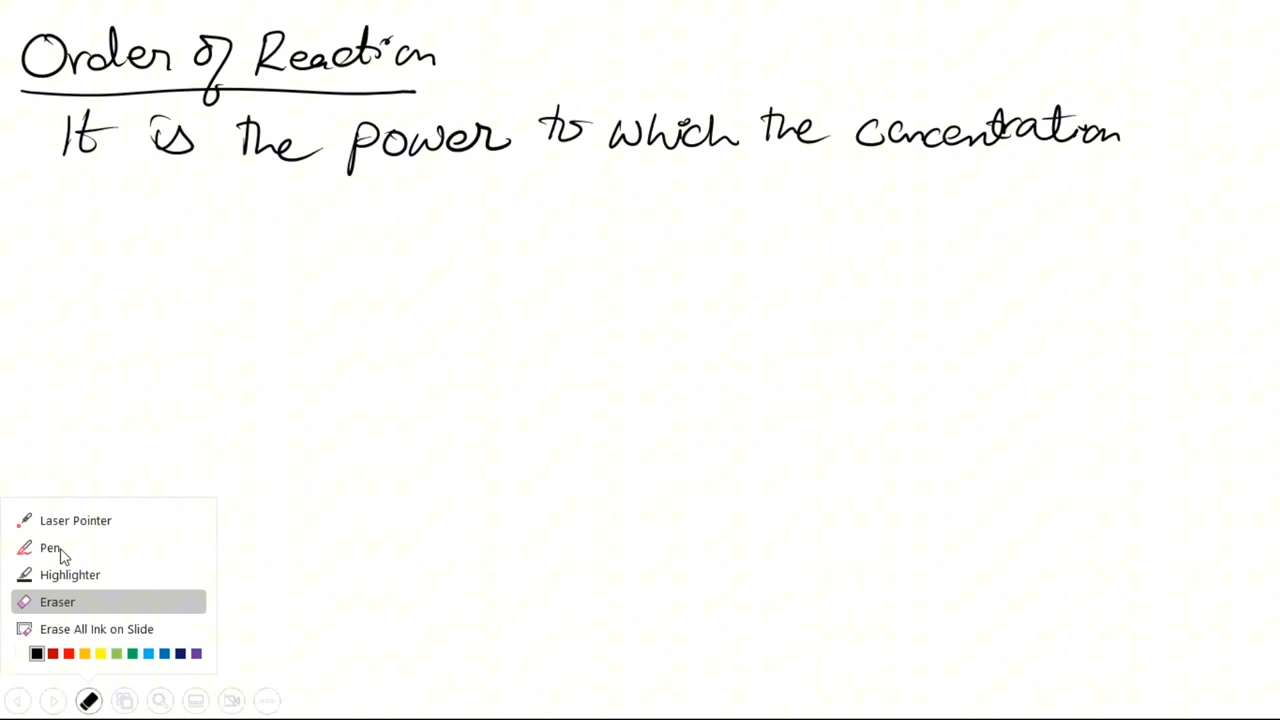 Order of Reaction
It is the power to which the concentration
Laser Pointer
Pen
Highlighter
Eraser
Erase All Ink on Slide